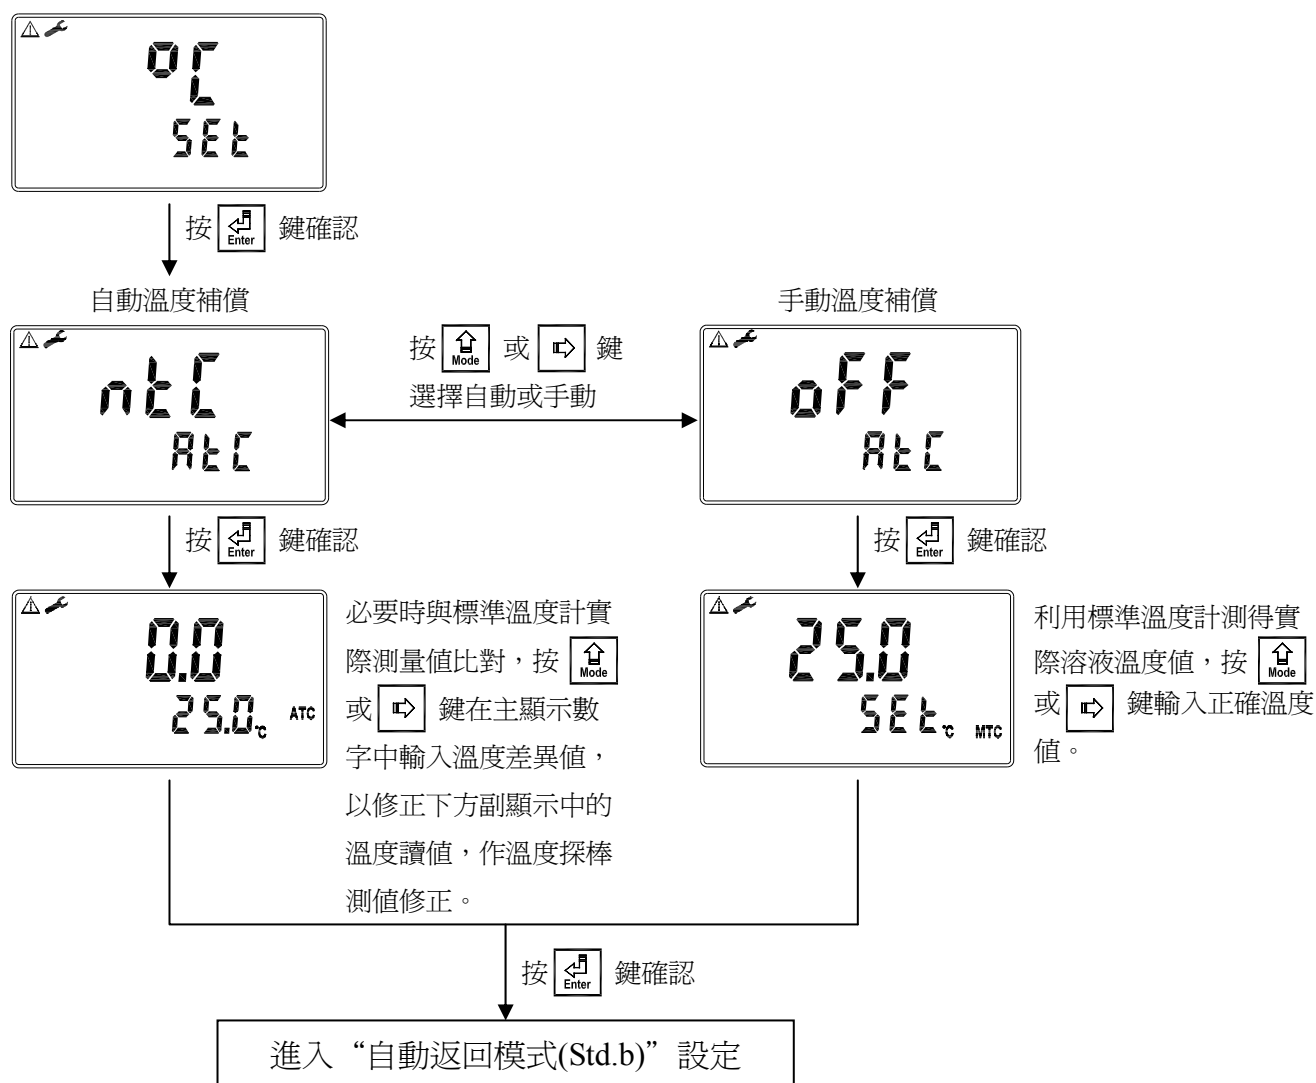 °C
SEt
按 Enter 鍵確認
自動溫度補償
手動溫度補償
ntC
AtC
按 Mode 或 鍵
選擇自動或手動
oFF
AtC
按 Enter 鍵確認
按 Enter 鍵確認
0.0
25.0 ℃ ATC
必要時與標準溫度計實
際測量值比對，按 Mode
或 鍵在主顯示數
字中輸入溫度差異值，
以修正下方副顯示中的
溫度讀值，作溫度探棒
測值修正。
25.0
SEt ℃ MTC
利用標準溫度計測得實
際溶液溫度值，按 Mode
或 鍵輸入正確溫度
值。
按 Enter 鍵確認
進入“自動返回模式(Std.b)”設定